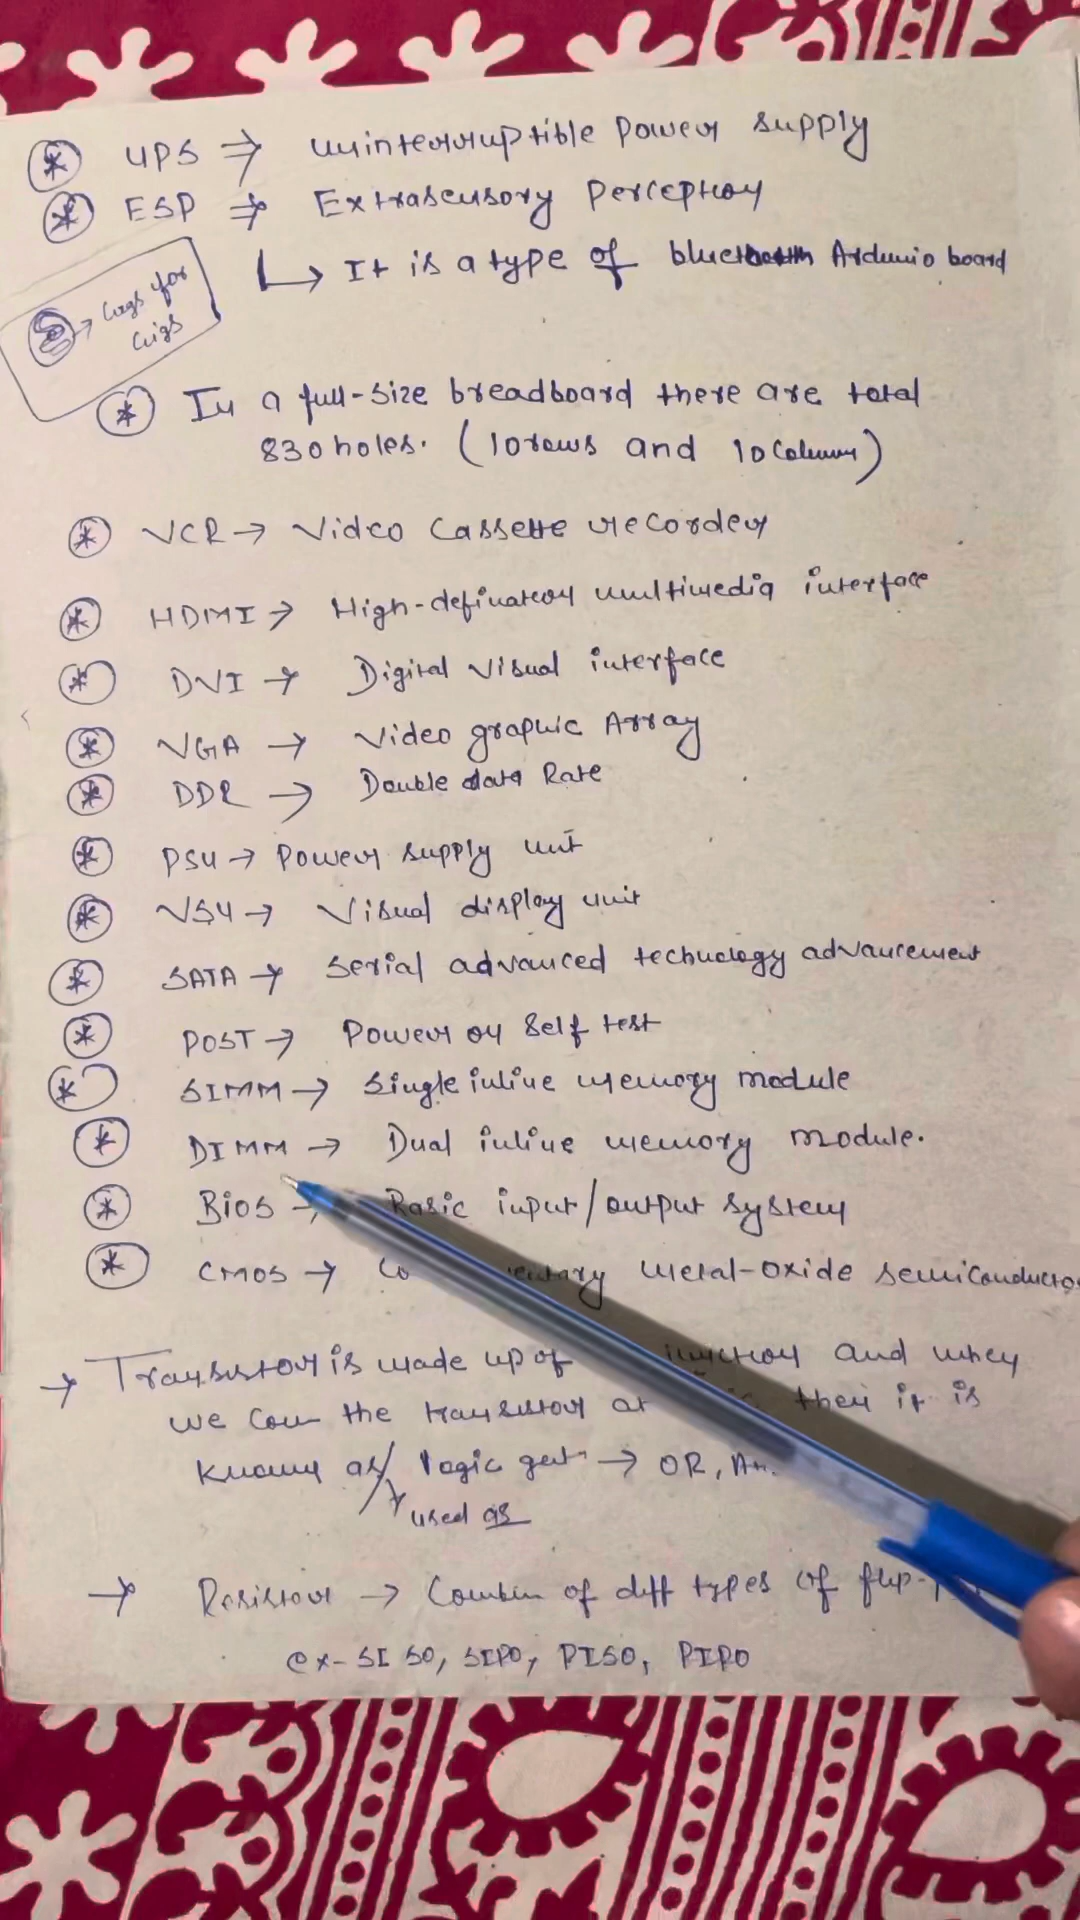 UPS ⇒ uninterruptible Power supply
ESP ⇒ Extrasensory Perception
↳ It is a type of bluetooth Arduino board
→ Gigs for Gigs
In a full-size breadboard there are total
830 holes. (10 rows and 10 Column)
VCR → Video Cassette recorder
HDMI → High-defination multimedia interface
DVI → Digital Visual interface
VGA → Video graphic Array
DDR → Double data Rate
PSU → Power supply unit
VSU → Visual display unit
SATA → Serial advanced technology advancement
POST → Power on Self test
SIMM → Single inline memory module
DIMM → Dual inline memory module.
BIOS → Basic input/output system
CMOS → metal-oxide semiconductor
→ Transistor is made up of and when
we the transistor at then it is
Known as/ logic → OR,
used as
→ Resistor → Combin of diff types of flip-
ex- SISO, SIPO, PISO, PIPO